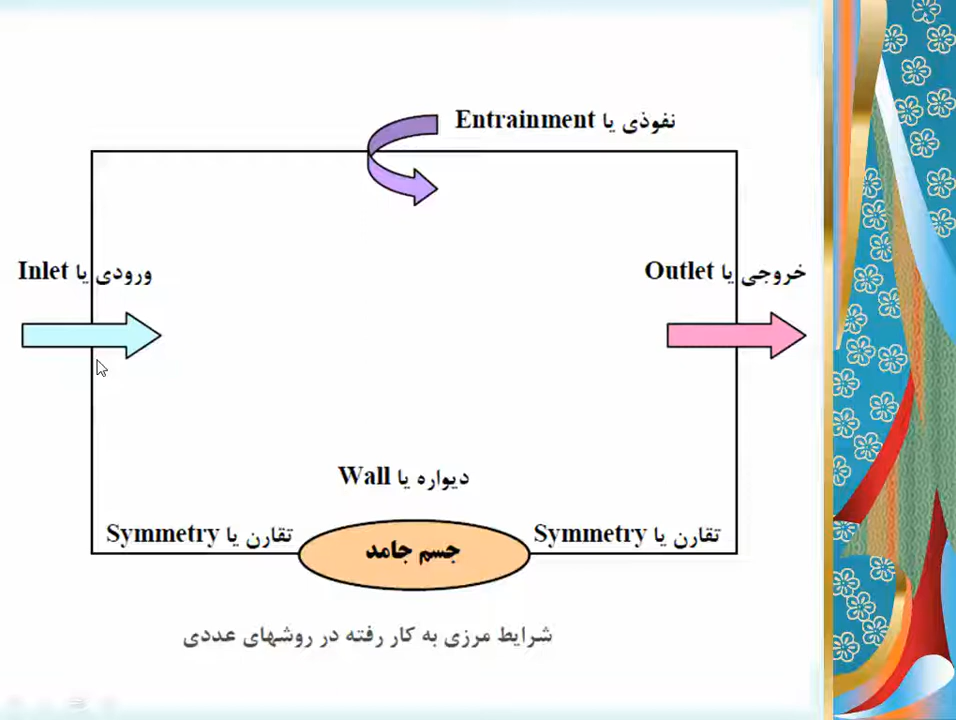 نفوذی یا Entrainment
ورودی یا Inlet
خروجی یا Outlet
دیواره یا Wall
تقارن یا Symmetry
تقارن یا Symmetry
جسم جامد
شرایط مرزی به کار رفته در روشهای عددی